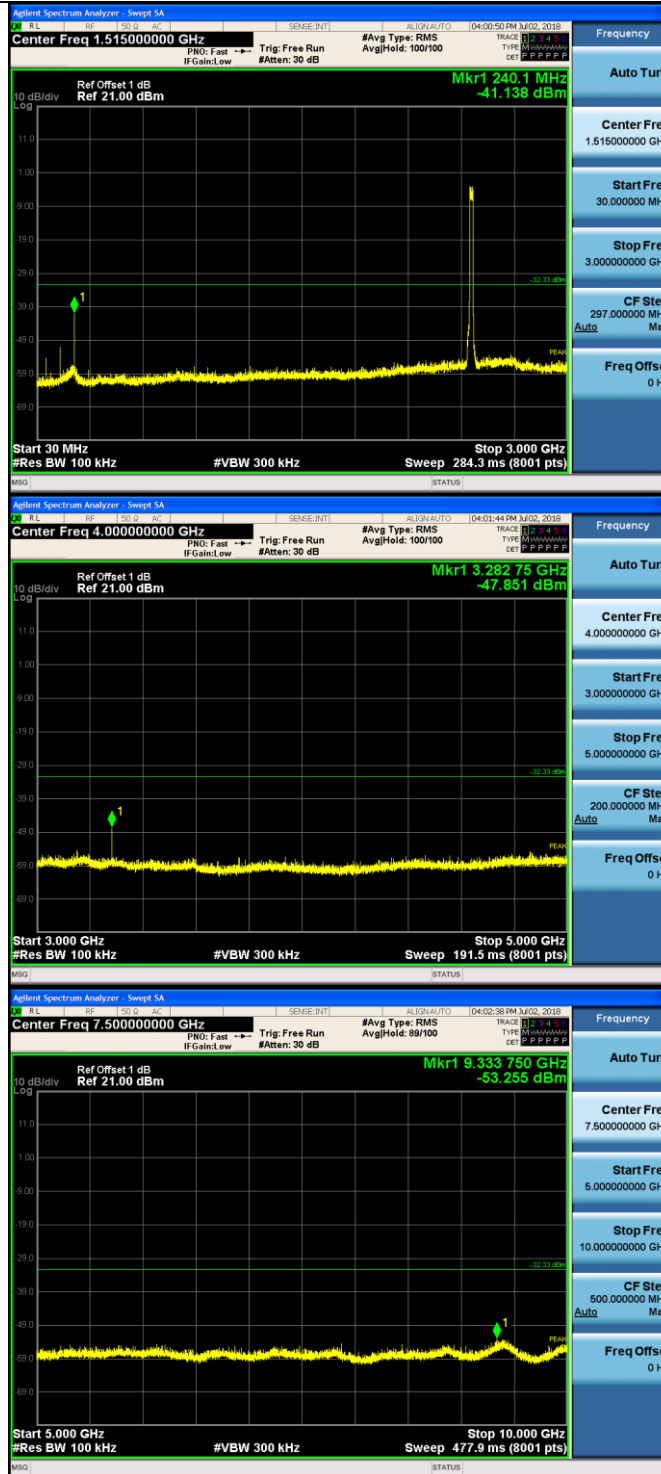 Agilent Spectrum Analyzer - Swept SA
RL RF 50 Ω AC SENSE:INT ALIGNAUTO 04:00:50 PM Jul 02, 2018
Center Freq 1.515000000 GHz
PNO: Fast
IFGain:Low
Trig: Free Run
#Atten: 30 dB
#Avg Type: RMS
Avg|Hold: 100/100
TRACE 1 2 3 4 5 6
TYPE M
DET P P P P P P
Mkr1 240.1 MHz
-41.138 dBm
Ref Offset 1 dB
Ref 21.00 dBm
10 dB/div
Log
11.0
1.00
-9.00
-19.0
-29.0
-39.0
-49.0
-59.0
-69.0
-32.33 dBm
1
PEAK
Start 30 MHz
#Res BW 100 kHz
#VBW 300 kHz
Stop 3.000 GHz
Sweep 284.3 ms (8001 pts)
MSG STATUS
Frequency
Auto Tun
Center Fre
1.515000000 GH
Start Fre
30.000000 MH
Stop Fre
3.000000000 GH
CF Ste
297.000000 MH
Auto Ma
Freq Offse
0 H
Agilent Spectrum Analyzer - Swept SA
RL RF 50 Ω AC SENSE:INT ALIGNAUTO 04:01:44 PM Jul 02, 2018
Center Freq 4.000000000 GHz
PNO: Fast
IFGain:Low
Trig: Free Run
#Atten: 30 dB
#Avg Type: RMS
Avg|Hold: 100/100
TRACE 1 2 3 4 5 6
TYPE M
DET P P P P P P
Mkr1 3.282 75 GHz
-47.851 dBm
Ref Offset 1 dB
Ref 21.00 dBm
10 dB/div
Log
11.0
1.00
-9.00
-19.0
-29.0
-39.0
-49.0
-59.0
-69.0
-32.33 dBm
1
PEAK
Start 3.000 GHz
#Res BW 100 kHz
#VBW 300 kHz
Stop 5.000 GHz
Sweep 191.5 ms (8001 pts)
MSG STATUS
Frequency
Auto Tun
Center Fre
4.000000000 GH
Start Fre
3.000000000 GH
Stop Fre
5.000000000 GH
CF Ste
200.000000 MH
Auto Ma
Freq Offse
0 H
Agilent Spectrum Analyzer - Swept SA
RL RF 50 Ω AC SENSE:INT ALIGNAUTO 04:02:38 PM Jul 02, 2018
Center Freq 7.500000000 GHz
PNO: Fast
IFGain:Low
Trig: Free Run
#Atten: 30 dB
#Avg Type: RMS
Avg|Hold: 89/100
TRACE 1 2 3 4 5 6
TYPE M
DET P P P P P P
Mkr1 9.333 750 GHz
-53.255 dBm
Ref Offset 1 dB
Ref 21.00 dBm
10 dB/div
Log
11.0
1.00
-9.00
-19.0
-29.0
-39.0
-49.0
-59.0
-69.0
-32.33 dBm
1
PEAK
Start 5.000 GHz
#Res BW 100 kHz
#VBW 300 kHz
Stop 10.000 GHz
Sweep 477.9 ms (8001 pts)
MSG STATUS
Frequency
Auto Tun
Center Fre
7.500000000 GH
Start Fre
5.000000000 GH
Stop Fre
10.000000000 GH
CF Ste
500.000000 MH
Auto Ma
Freq Offse
0 H